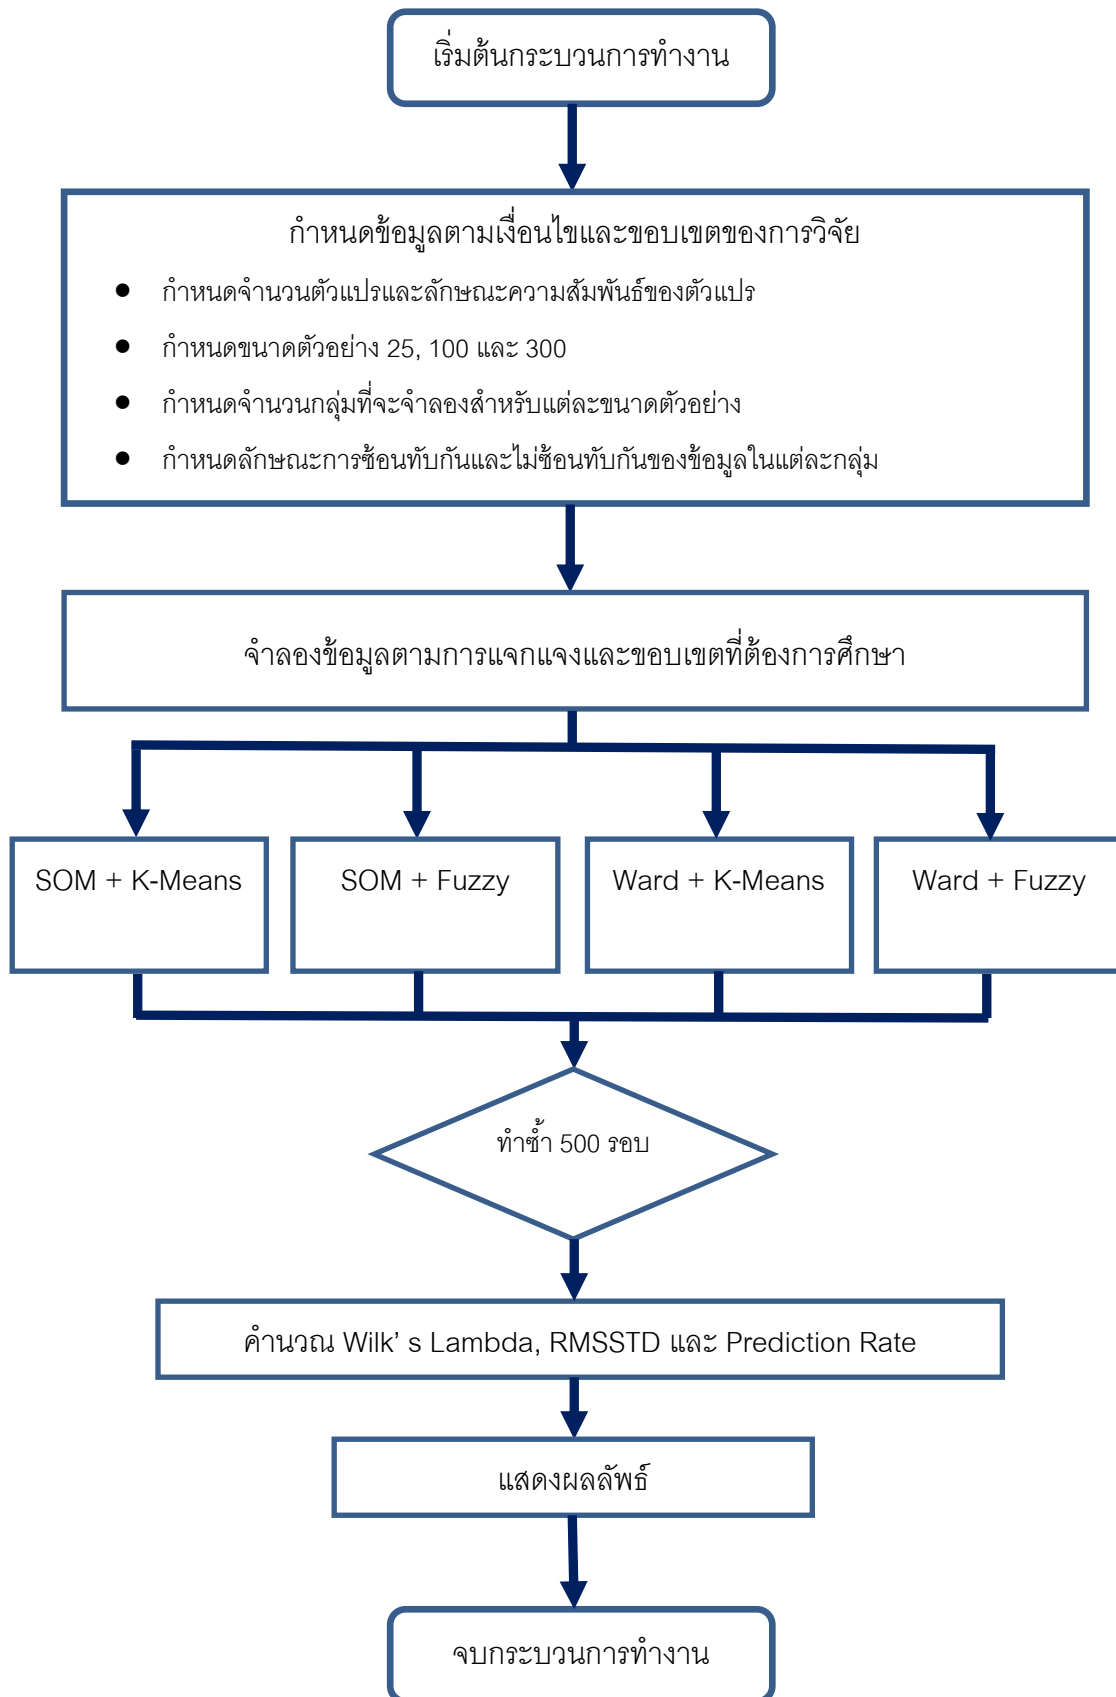 เริ่มต้นกระบวนการทำงาน
กำหนดข้อมูลตามเงื่อนไขและขอบเขตของการวิจัย
● กำหนดจำนวนตัวแปรและลักษณะความสัมพันธ์ของตัวแปร
● กำหนดขนาดตัวอย่าง 25, 100 และ 300
● กำหนดจำนวนกลุ่มที่จะจำลองสำหรับแต่ละขนาดตัวอย่าง
● กำหนดลักษณะการซ้อนทับกันและไม่ซ้อนทับกันของข้อมูลในแต่ละกลุ่ม
จำลองข้อมูลตามการแจกแจงและขอบเขตที่ต้องการศึกษา
SOM + K-Means
SOM + Fuzzy
Ward + K-Means
Ward + Fuzzy
ทำซ้ำ 500 รอบ
คำนวณ Wilk’ s Lambda, RMSSTD และ Prediction Rate
แสดงผลลัพธ์
จบกระบวนการทำงาน